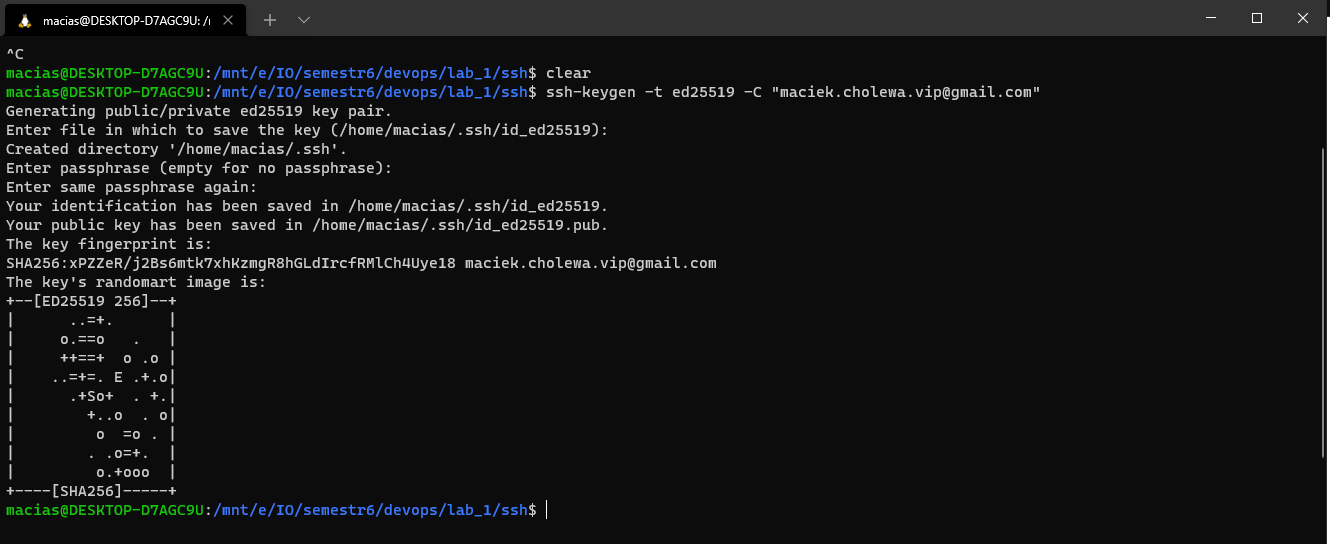 macias@DESKTOP-D7AGC9U: /r
^C
macias@DESKTOP-D7AGC9U:/mnt/e/IO/semestr6/devops/lab_1/ssh$ clear
macias@DESKTOP-D7AGC9U:/mnt/e/IO/semestr6/devops/lab_1/ssh$ ssh-keygen -t ed25519 -C "maciek.cholewa.vip@gmail.com"
Generating public/private ed25519 key pair.
Enter file in which to save the key (/home/macias/.ssh/id_ed25519):
Created directory '/home/macias/.ssh'.
Enter passphrase (empty for no passphrase):
Enter same passphrase again:
Your identification has been saved in /home/macias/.ssh/id_ed25519.
Your public key has been saved in /home/macias/.ssh/id_ed25519.pub.
The key fingerprint is:
SHA256:xPZZeR/j2Bs6mtk7xhKzmgR8hGLdIrcfRMlCh4Uye18 maciek.cholewa.vip@gmail.com
The key's randomart image is:
+--[ED25519 256]--+
|      ..=+.      |
|     o.==o   .   |
|     ++==+  o .o |
|    ..=+=. E .+.o|
|      .+So+  . +.|
|        +..o  . o|
|         o  =o . |
|        . .o=+.  |
|         o.+ooo  |
+----[SHA256]-----+
macias@DESKTOP-D7AGC9U:/mnt/e/IO/semestr6/devops/lab_1/ssh$